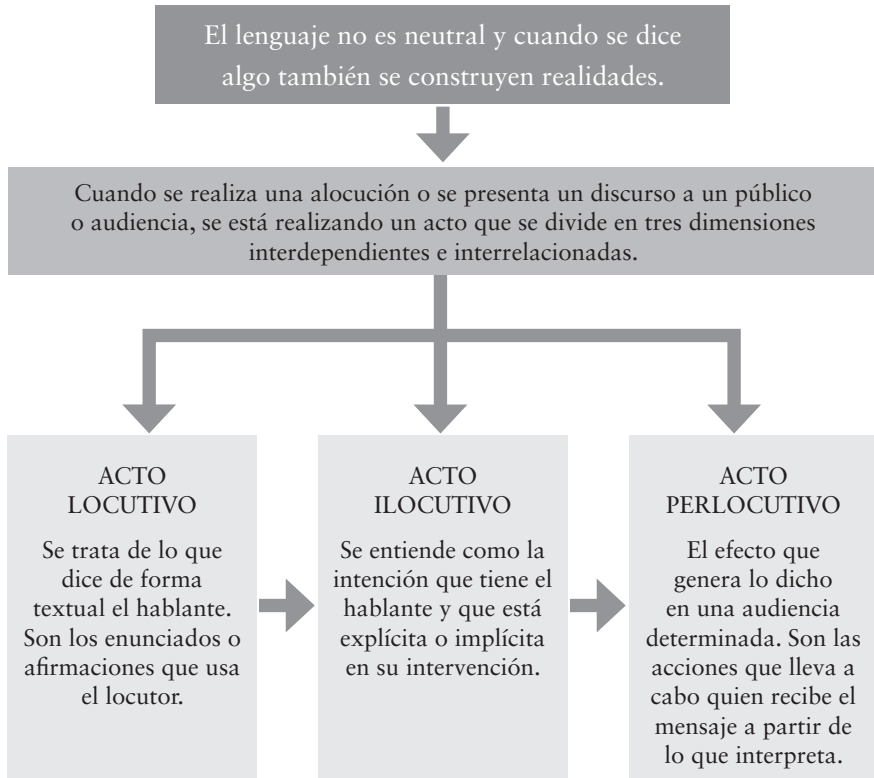 El lenguaje no es neutral y cuando se dice
algo también se construyen realidades.
Cuando se realiza una alocución o se presenta un discurso a un público
o audiencia, se está realizando un acto que se divide en tres dimensiones
interdependientes e interrelacionadas.
ACTO
LOCUTIVO
Se trata de lo que
dice de forma
textual el hablante.
Son los enunciados o
afirmaciones que usa
el locutor.
ACTO
ILOCUTIVO
Se entiende como la
intención que tiene el
hablante y que está
explícita o implícita
en su intervención.
ACTO
PERLOCUTIVO
El efecto que
genera lo dicho
en una audiencia
determinada. Son las
acciones que lleva a
cabo quien recibe el
mensaje a partir de
lo que interpreta.